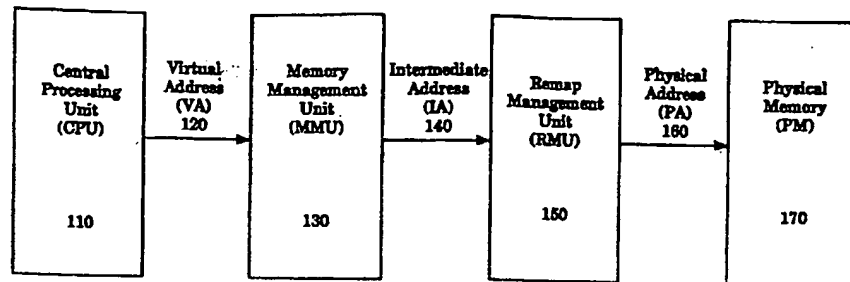 Central
Processing
Unit
(CPU)
110
Virtual
Address
(VA)
120
Memory
Management
Unit
(MMU)
130
Intermediate
Address
(IA)
140
Remap
Management
Unit
(RMU)
150
Physical
Address
(PA)
160
Physical
Memory
(PM)
170